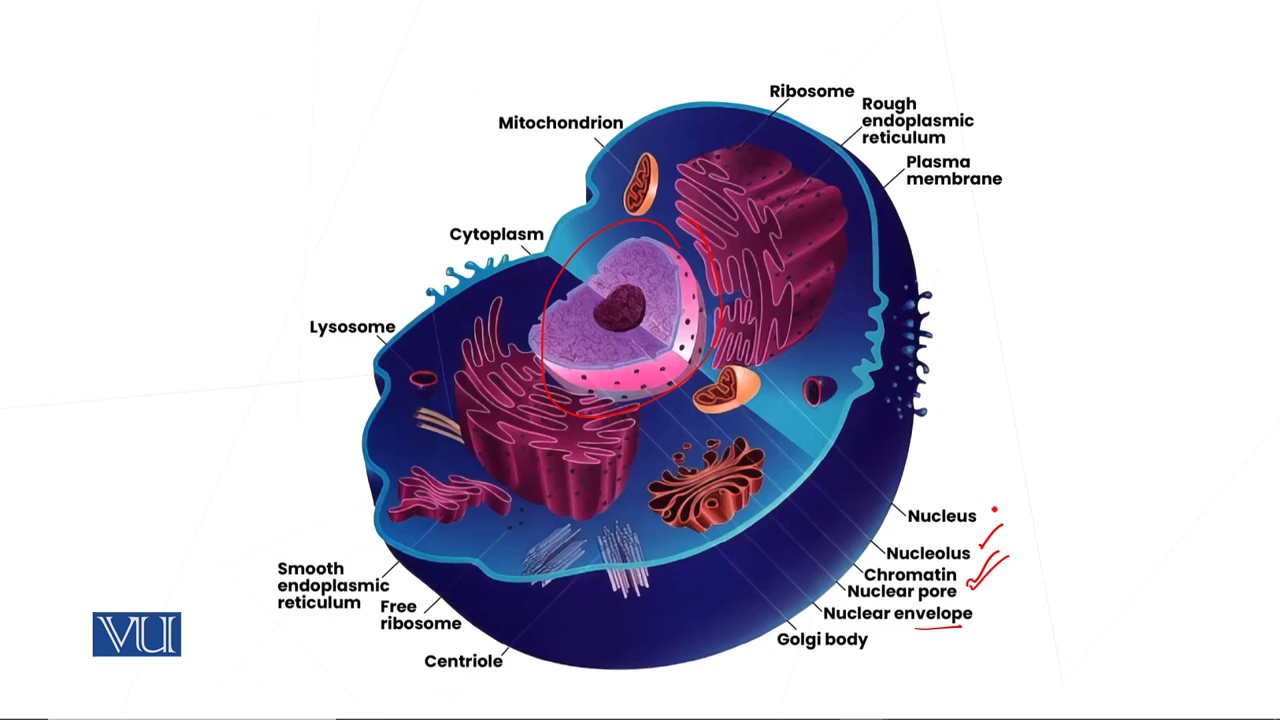 Ribosome
Rough
endoplasmic
reticulum
Mitochondrion
Plasma
membrane
Cytoplasm
Lysosome
Nucleus
Nucleolus
Chromatin
Nuclear pore
Nuclear envelope
Golgi body
Smooth
endoplasmic
reticulum
Free
ribosome
Centriole
VU